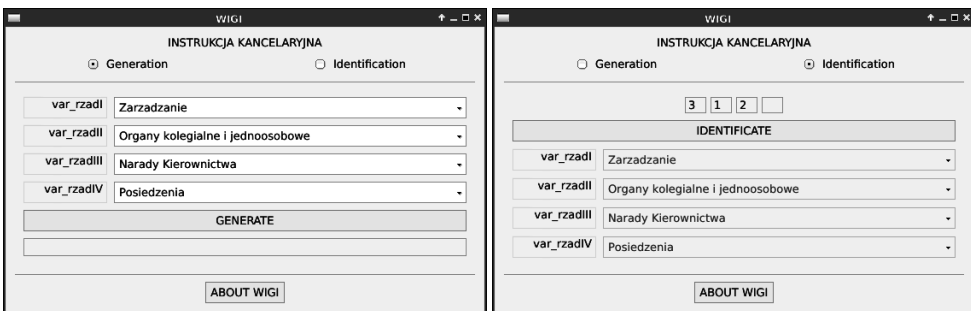 WIGI
INSTRUKCJA KANCELARYJNA
Generation Identification
var_rzadI Zarzadzanie
var_rzadII Organy kolegialne i jednoosobowe
var_rzadIII Narady Kierownictwa
var_rzadIV Posiedzenia
GENERATE
ABOUT WIGI
WIGI
INSTRUKCJA KANCELARYJNA
Generation Identification
3 1 2
IDENTIFICATE
var_rzadI Zarzadzanie
var_rzadII Organy kolegialne i jednoosobowe
var_rzadIII Narady Kierownictwa
var_rzadIV Posiedzenia
ABOUT WIGI